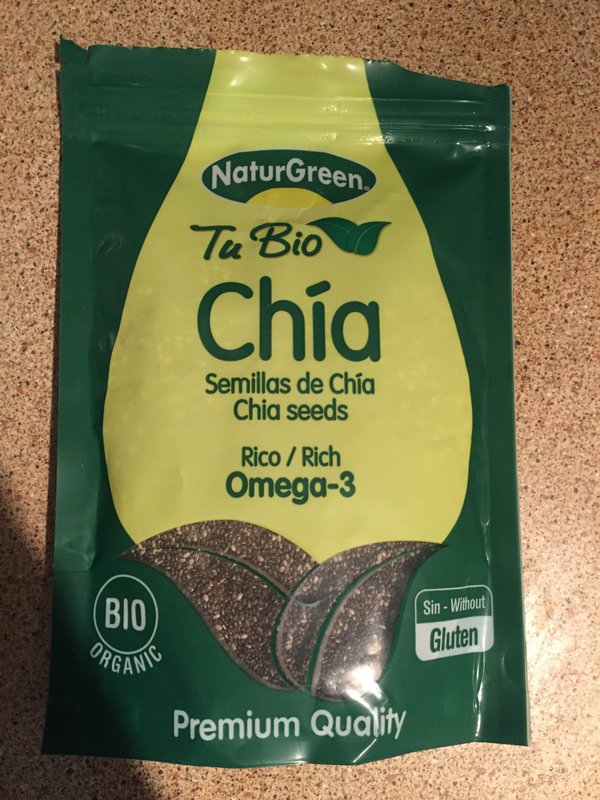 NaturGreen®
Tu Bio
Chía
Semillas de Chía
Chia seeds
Rico / Rich
Omega-3
BIO
ORGANIC
Sin - Without
Gluten
Premium Quality